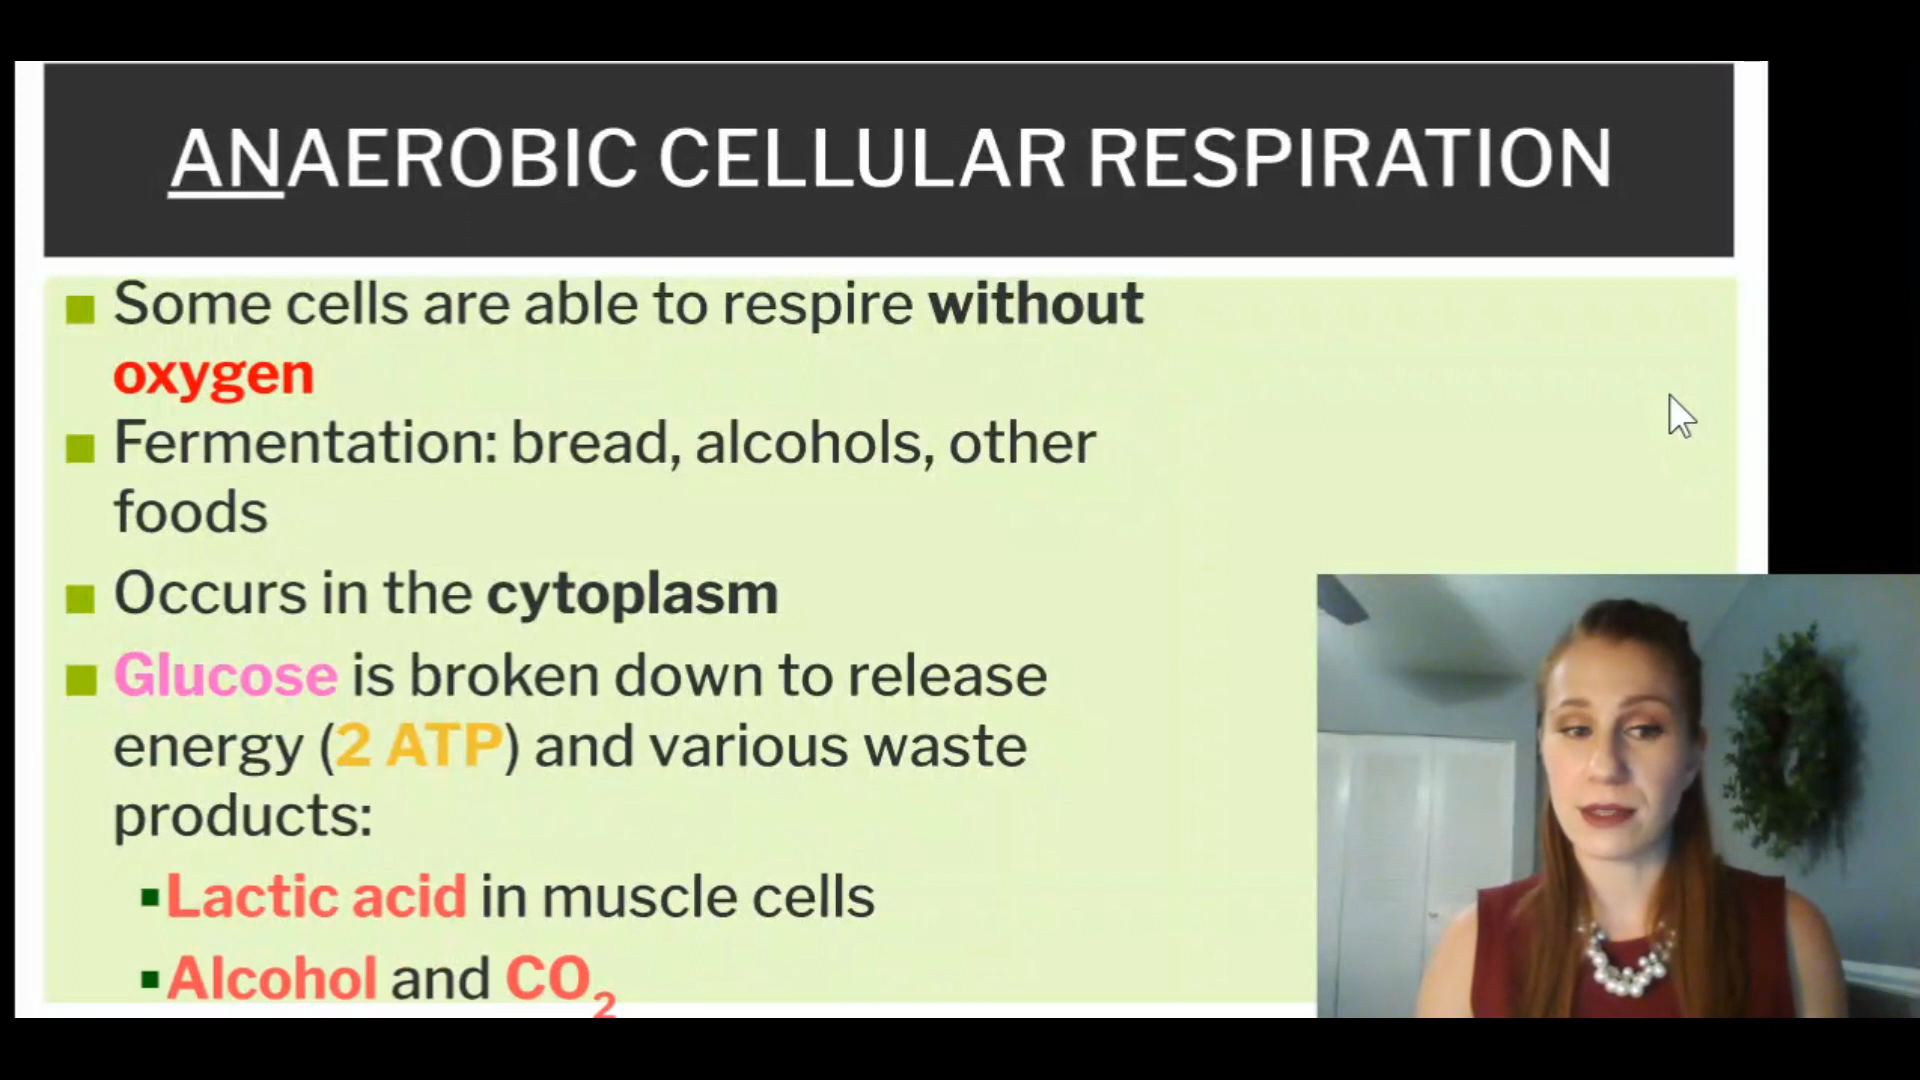 ANAEROBIC CELLULAR RESPIRATION
Some cells are able to respire without
oxygen
Fermentation: bread, alcohols, other
foods
Occurs in the cytoplasm
Glucose is broken down to release
energy (2 ATP) and various waste
products:
Lactic acid in muscle cells
Alcohol and CO₂